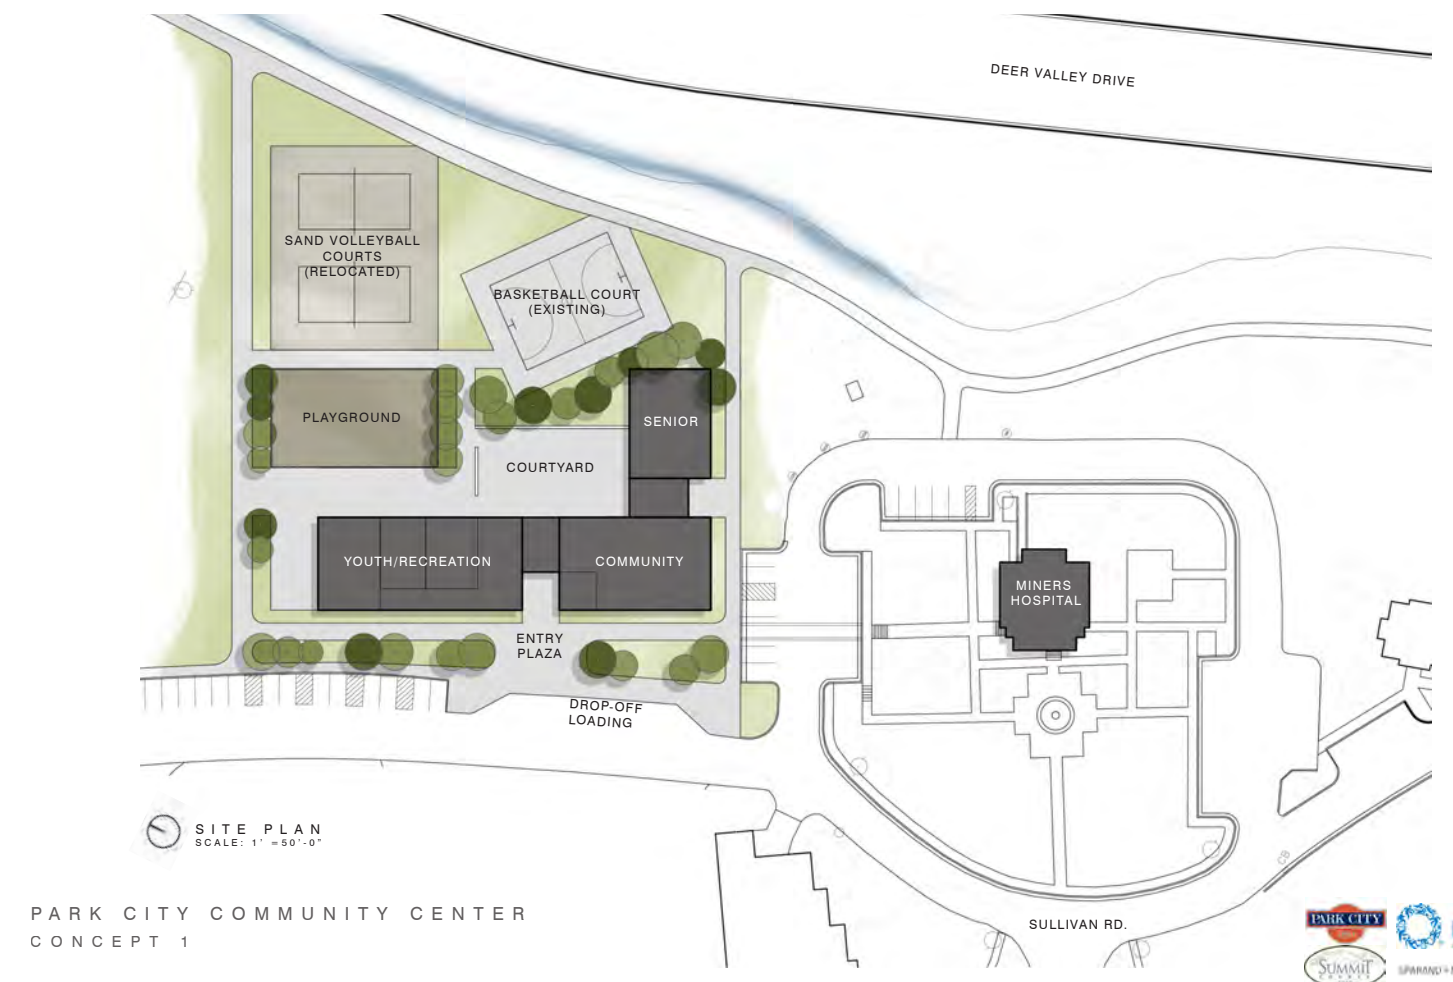 DEER VALLEY DRIVE
SAND VOLLEYBALL
COURTS
(RELOCATED)
BASKETBALL COURT
(EXISTING)
PLAYGROUND
SENIOR
COURTYARD
YOUTH/RECREATION
COMMUNITY
MINERS
HOSPITAL
ENTRY
PLAZA
DROP-OFF
LOADING
SITE PLAN
SCALE: 1' =50'-0"
CB
PARK CITY COMMUNITY CENTER
CONCEPT 1
SULLIVAN RD.
PARK CITY
SUMMIT
COUNTY